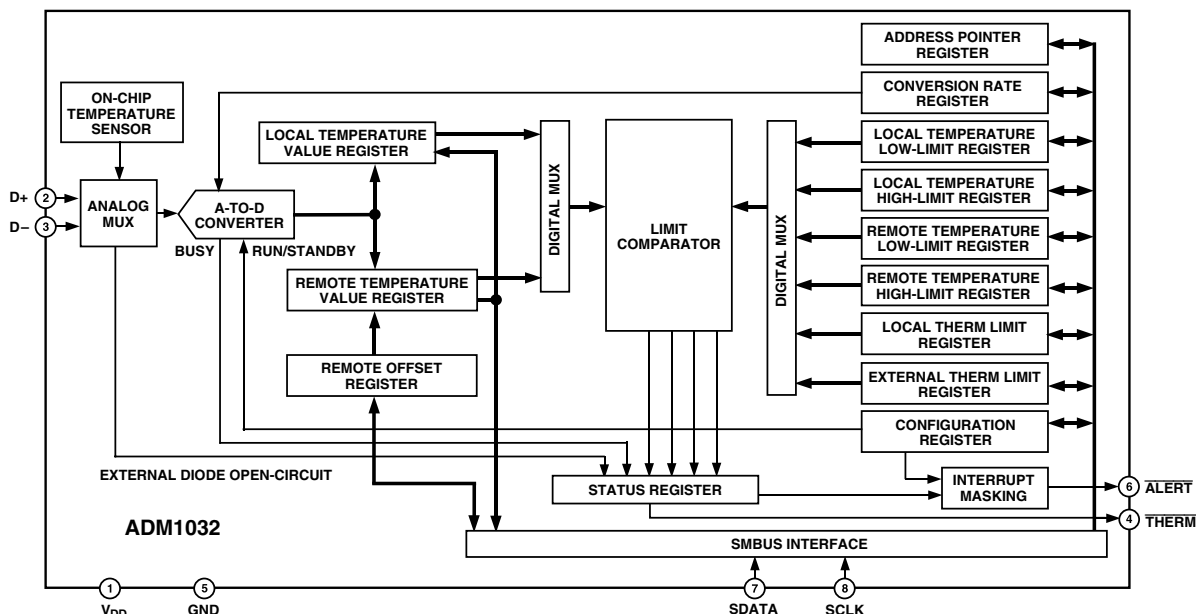 ADDRESS POINTER
REGISTER
CONVERSION RATE
REGISTER
ON-CHIP
TEMPERATURE
SENSOR
LOCAL TEMPERATURE
VALUE REGISTER
DIGITAL MUX
LIMIT
COMPARATOR
DIGITAL MUX
LOCAL TEMPERATURE
LOW-LIMIT REGISTER
LOCAL TEMPERATURE
HIGH-LIMIT REGISTER
REMOTE TEMPERATURE
LOW-LIMIT REGISTER
REMOTE TEMPERATURE
HIGH-LIMIT REGISTER
LOCAL THERM LIMIT
REGISTER
EXTERNAL THERM LIMIT
REGISTER
CONFIGURATION
REGISTER
D+ 2
D– 3
ANALOG
MUX
A-TO-D
CONVERTER
BUSY
RUN/STANDBY
REMOTE TEMPERATURE
VALUE REGISTER
REMOTE OFFSET
REGISTER
EXTERNAL DIODE OPEN-CIRCUIT
STATUS REGISTER
INTERRUPT
MASKING
6 ALERT
4 THERM
ADM1032
SMBUS INTERFACE
1
5
7
8
VDD
GND
SDATA
SCLK